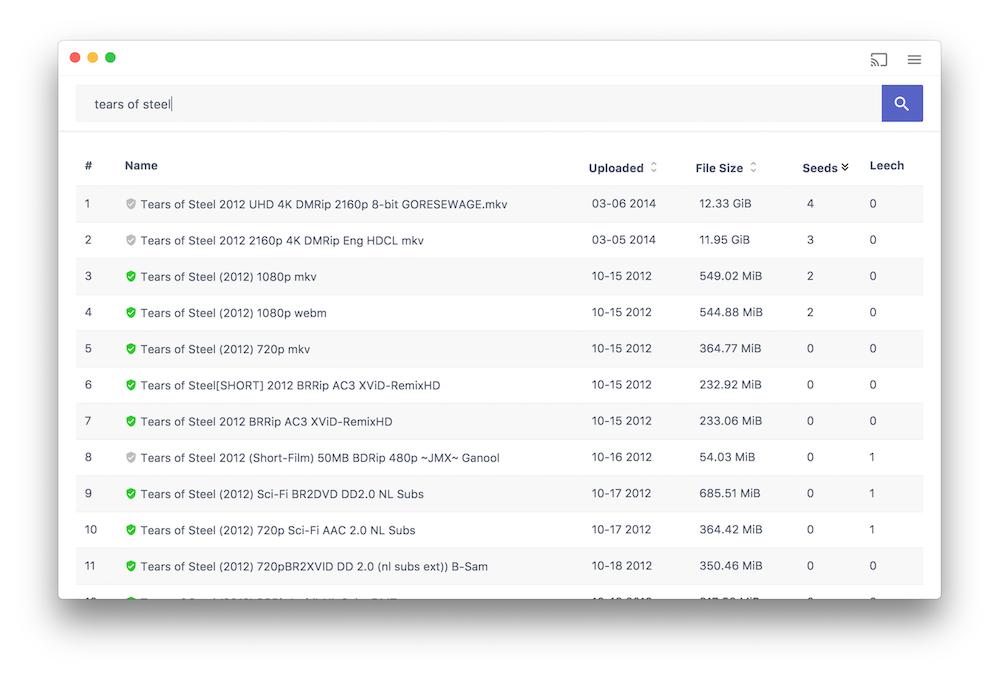 tears of steel
# Name Uploaded File Size Seeds Leech
1 Tears of Steel 2012 UHD 4K DMRip 2160p 8-bit GORESEWAGE.mkv 03-06 2014 12.33 GiB 4 0
2 Tears of Steel 2012 2160p 4K DMRip Eng HDCL mkv 03-05 2014 11.95 GiB 3 0
3 Tears of Steel (2012) 1080p mkv 10-15 2012 549.02 MiB 2 0
4 Tears of Steel (2012) 1080p webm 10-15 2012 544.88 MiB 2 0
5 Tears of Steel (2012) 720p mkv 10-15 2012 364.77 MiB 0 0
6 Tears of Steel[SHORT] 2012 BRRip AC3 XViD-RemixHD 10-15 2012 232.92 MiB 0 0
7 Tears of Steel 2012 BRRip AC3 XViD-RemixHD 10-15 2012 233.06 MiB 0 0
8 Tears of Steel 2012 (Short-Film) 50MB BDRip 480p ~JMX~ Ganool 10-16 2012 54.03 MiB 0 1
9 Tears of Steel (2012) Sci-Fi BR2DVD DD2.0 NL Subs 10-17 2012 685.51 MiB 0 1
10 Tears of Steel (2012) 720p Sci-Fi AAC 2.0 NL Subs 10-17 2012 364.42 MiB 0 1
11 Tears of Steel (2012) 720pBR2XVID DD 2.0 (nl subs ext)) B-Sam 10-18 2012 350.46 MiB 0 0